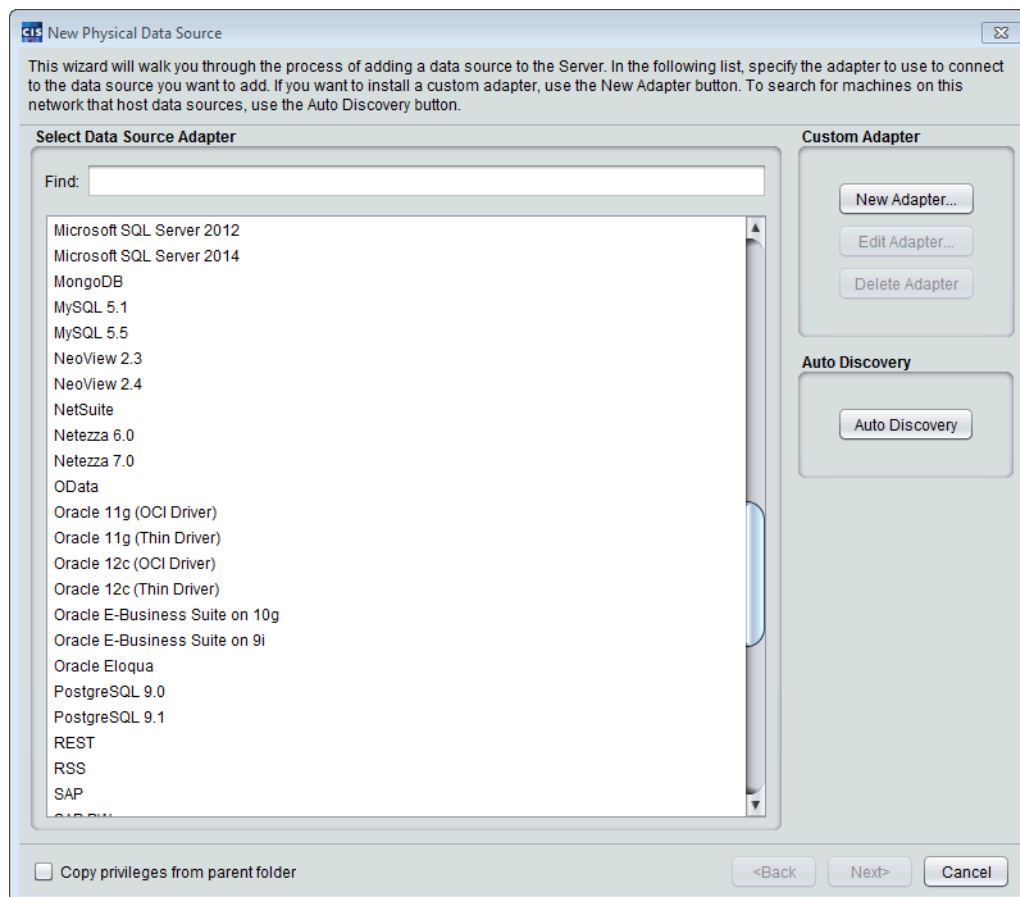 CIS New Physical Data Source
This wizard will walk you through the process of adding a data source to the Server. In the following list, specify the adapter to use to connect
to the data source you want to add. If you want to install a custom adapter, use the New Adapter button. To search for machines on this
network that host data sources, use the Auto Discovery button.
Select Data Source Adapter
Find:
Microsoft SQL Server 2012
Microsoft SQL Server 2014
MongoDB
MySQL 5.1
MySQL 5.5
NeoView 2.3
NeoView 2.4
NetSuite
Netezza 6.0
Netezza 7.0
OData
Oracle 11g (OCI Driver)
Oracle 11g (Thin Driver)
Oracle 12c (OCI Driver)
Oracle 12c (Thin Driver)
Oracle E-Business Suite on 10g
Oracle E-Business Suite on 9i
Oracle Eloqua
PostgreSQL 9.0
PostgreSQL 9.1
REST
RSS
SAP
SAP BW
Custom Adapter
New Adapter...
Edit Adapter...
Delete Adapter
Auto Discovery
Auto Discovery
Copy privileges from parent folder
<Back
Next>
Cancel